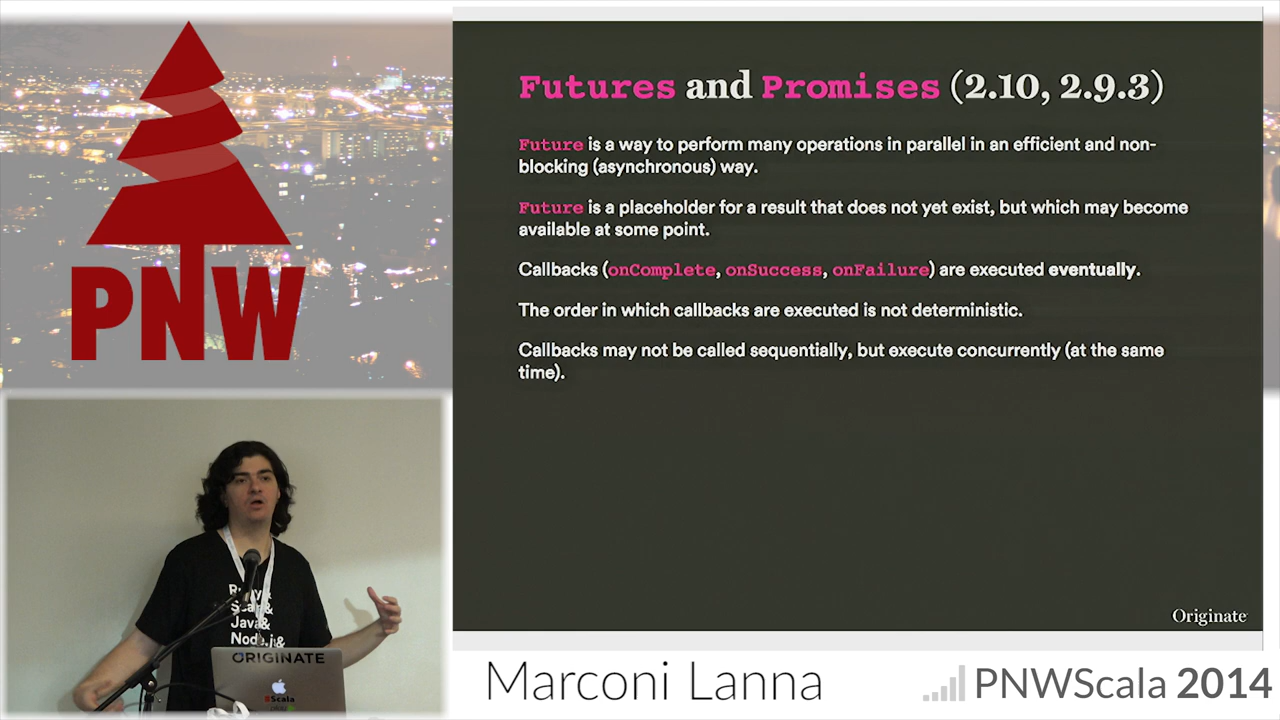 PNW
Futures and Promises (2.10, 2.9.3)
Future is a way to perform many operations in parallel in an efficient and non-
blocking (asynchronous) way.
Future is a placeholder for a result that does not yet exist, but which may become
available at some point.
Callbacks (onComplete, onSuccess, onFailure) are executed eventually.
The order in which callbacks are executed is not deterministic.
Callbacks may not be called sequentially, but execute concurrently (at the same
time).
Originate
Java&
ORIGINATE
Scala
Marconi Lanna
PNWScala 2014